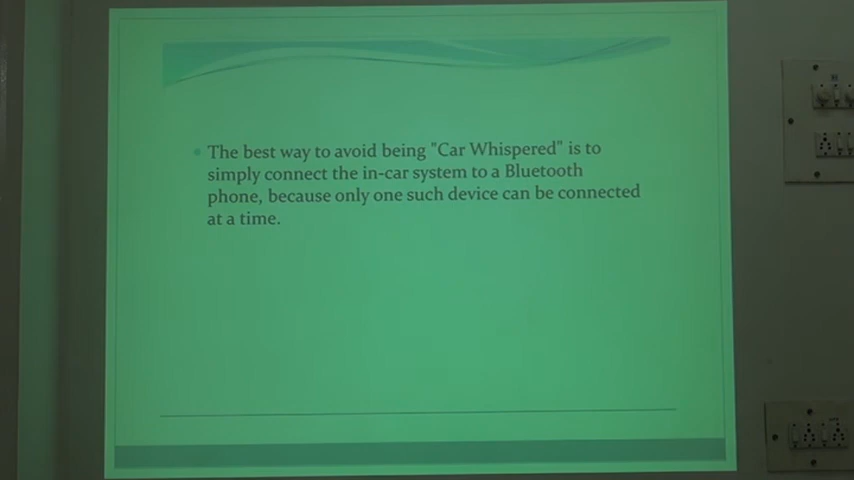 The best way to avoid being "Car Whispered" is to
simply connect the in-car system to a Bluetooth
phone, because only one such device can be connected
at a time.